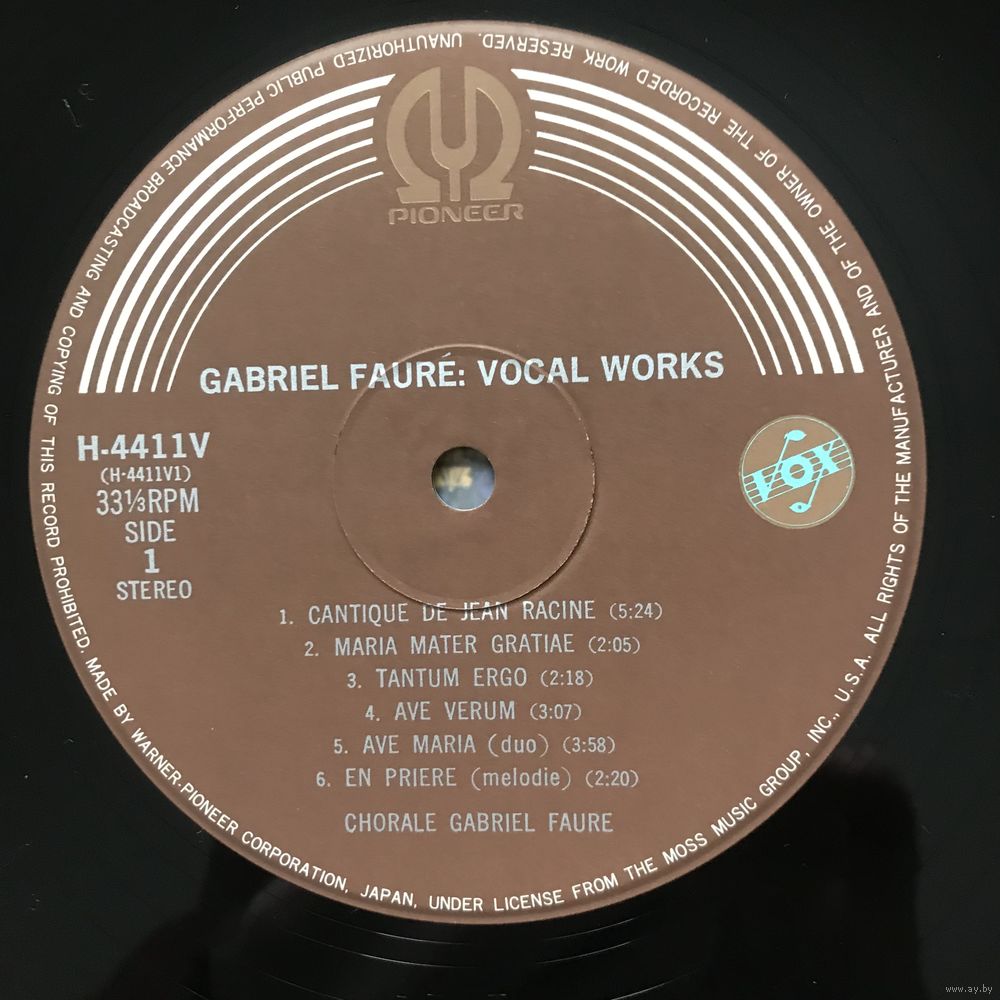 PIONEER
GABRIEL FAURÉ: VOCAL WORKS
H-4411V
(H-4411V1)
33⅓RPM
SIDE
1
STEREO
VOX
1. CANTIQUE DE JEAN RACINE (5:24)
2. MARIA MATER GRATIAE (2:05)
3. TANTUM ERGO (2:18)
4. AVE VERUM (3:07)
5. AVE MARIA (duo) (3:58)
6. EN PRIERE (melodie) (2:20)
CHORALE GABRIEL FAURE
MADE BY WARNER-PIONEER CORPORATION, JAPAN, UNDER LICENSE FROM THE MOSS MUSIC GROUP, INC., U.S.A. ALL RIGHTS OF THE MANUFACTURER AND OF THE OWNER OF THE RECORDED WORK RESERVED. UNAUTHORIZED PUBLIC PERFORMANCE BROADCASTING AND COPYING OF THIS RECORD PROHIBITED.
www.ay.by